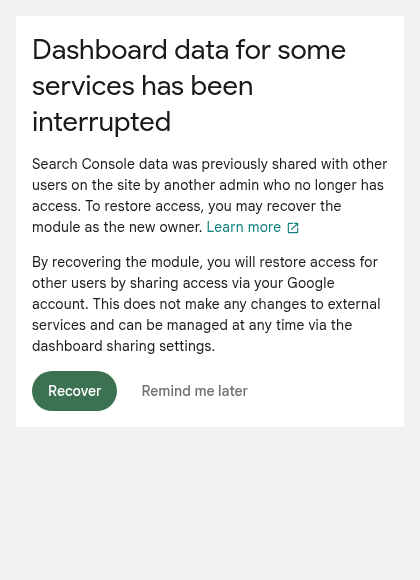 Dashboard data for some
services has been
interrupted
Search Console data was previously shared with other
users on the site by another admin who no longer has
access. To restore access, you may recover the
module as the new owner. Learn more
By recovering the module, you will restore access for
other users by sharing access via your Google
account. This does not make any changes to external
services and can be managed at any time via the
dashboard sharing settings.
Recover
Remind me later